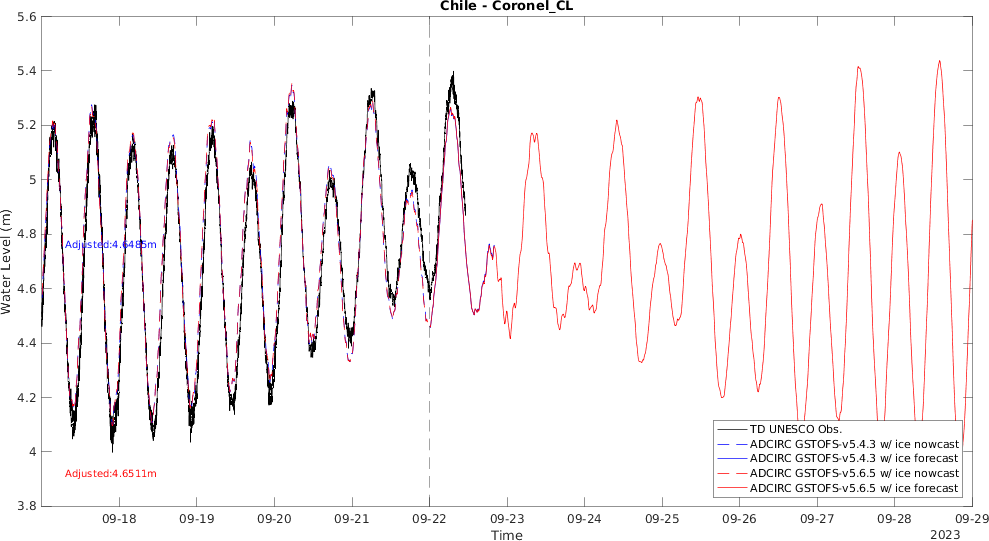 Chile - Coronel_CL
5.6
5.4
5.2
5
4.8
4.6
4.4
4.2
4
3.8
Water Level (m)
Adjusted:4.6485m
Adjusted:4.6511m
TD UNESCO Obs.
ADCIRC GSTOFS-v5.4.3 w/ ice nowcast
ADCIRC GSTOFS-v5.4.3 w/ ice forecast
ADCIRC GSTOFS-v5.6.5 w/ ice nowcast
ADCIRC GSTOFS-v5.6.5 w/ ice forecast
09-18 09-19 09-20 09-21 09-22 09-23 09-24 09-25 09-26 09-27 09-28 09-29
Time
2023